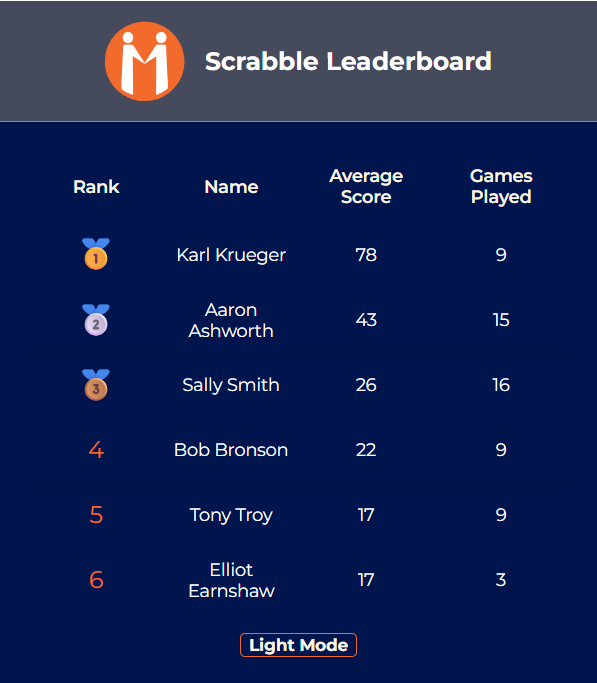 Scrabble Leaderboard
Rank Name Average Score Games Played
1 Karl Krueger 78 9
2 Aaron Ashworth 43 15
3 Sally Smith 26 16
4 Bob Bronson 22 9
5 Tony Troy 17 9
6 Elliot Earnshaw 17 3
Light Mode